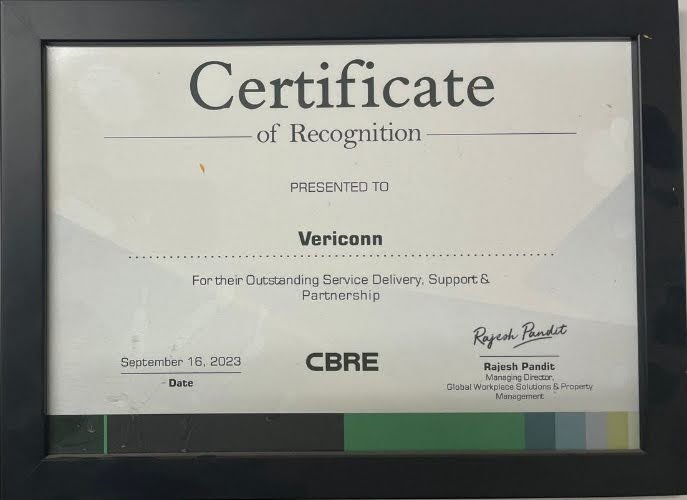 Certificate
of Recognition
PRESENTED TO
Vericonn
For their Outstanding Service Delivery, Support &
Partnership
September 16, 2023
Date
CBRE
Rajesh Pandit
Rajesh Pandit
Managing Director,
Global Workplace Solutions & Property
Management